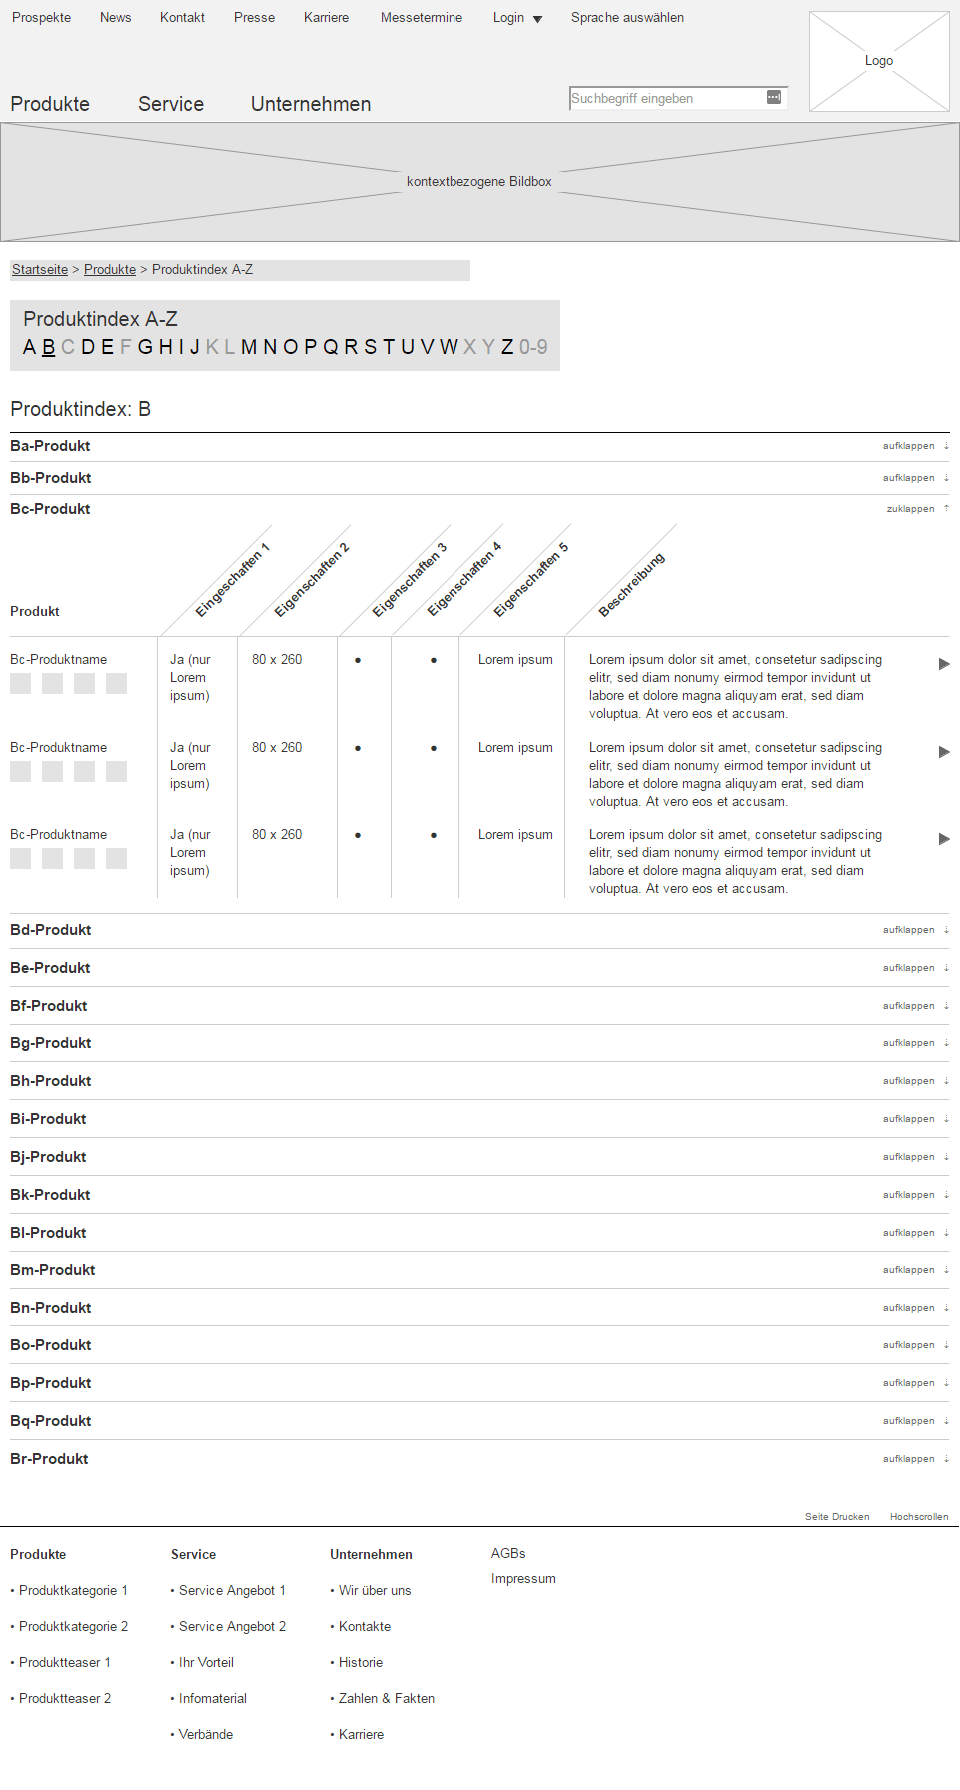 Prospekte News Kontakt Presse Karriere Messetermine Login Sprache auswählen
Logo
Produkte Service Unternehmen Suchbegriff eingeben
kontextbezogene Bildbox
Startseite > Produkte > Produktindex A-Z
Produktindex A-Z
A B C D E F G H I J K L M N O P Q R S T U V W X Y Z 0-9
Produktindex: B
Ba-Produkt aufklappen ↓
Bb-Produkt aufklappen ↓
Bc-Produkt zuklappen ↑
Produkt Eingeschaften 1 Eigenschaften 2 Eigenschaften 3 Eigenschaften 4 Eigenschaften 5 Beschreibung
Bc-Produktname Ja (nur 80 x 260 • • Lorem ipsum Lorem ipsum dolor sit amet, consetetur sadipscing
Lorem elitr, sed diam nonumy eirmod tempor invidunt ut
ipsum) labore et dolore magna aliquyam erat, sed diam
voluptua. At vero eos et accusam.
Bc-Produktname Ja (nur 80 x 260 • • Lorem ipsum Lorem ipsum dolor sit amet, consetetur sadipscing
Lorem elitr, sed diam nonumy eirmod tempor invidunt ut
ipsum) labore et dolore magna aliquyam erat, sed diam
voluptua. At vero eos et accusam.
Bc-Produktname Ja (nur 80 x 260 • • Lorem ipsum Lorem ipsum dolor sit amet, consetetur sadipscing
Lorem elitr, sed diam nonumy eirmod tempor invidunt ut
ipsum) labore et dolore magna aliquyam erat, sed diam
voluptua. At vero eos et accusam.
Bd-Produkt aufklappen ↓
Be-Produkt aufklappen ↓
Bf-Produkt aufklappen ↓
Bg-Produkt aufklappen ↓
Bh-Produkt aufklappen ↓
Bi-Produkt aufklappen ↓
Bj-Produkt aufklappen ↓
Bk-Produkt aufklappen ↓
Bl-Produkt aufklappen ↓
Bm-Produkt aufklappen ↓
Bn-Produkt aufklappen ↓
Bo-Produkt aufklappen ↓
Bp-Produkt aufklappen ↓
Bq-Produkt aufklappen ↓
Br-Produkt aufklappen ↓
Seite Drucken Hochscrollen
Produkte Service Unternehmen AGBs
Impressum
• Produktkategorie 1 • Service Angebot 1 • Wir über uns
• Produktkategorie 2 • Service Angebot 2 • Kontakte
• Produktteaser 1 • Ihr Vorteil • Historie
• Produktteaser 2 • Infomaterial • Zahlen & Fakten
• Verbände • Karriere